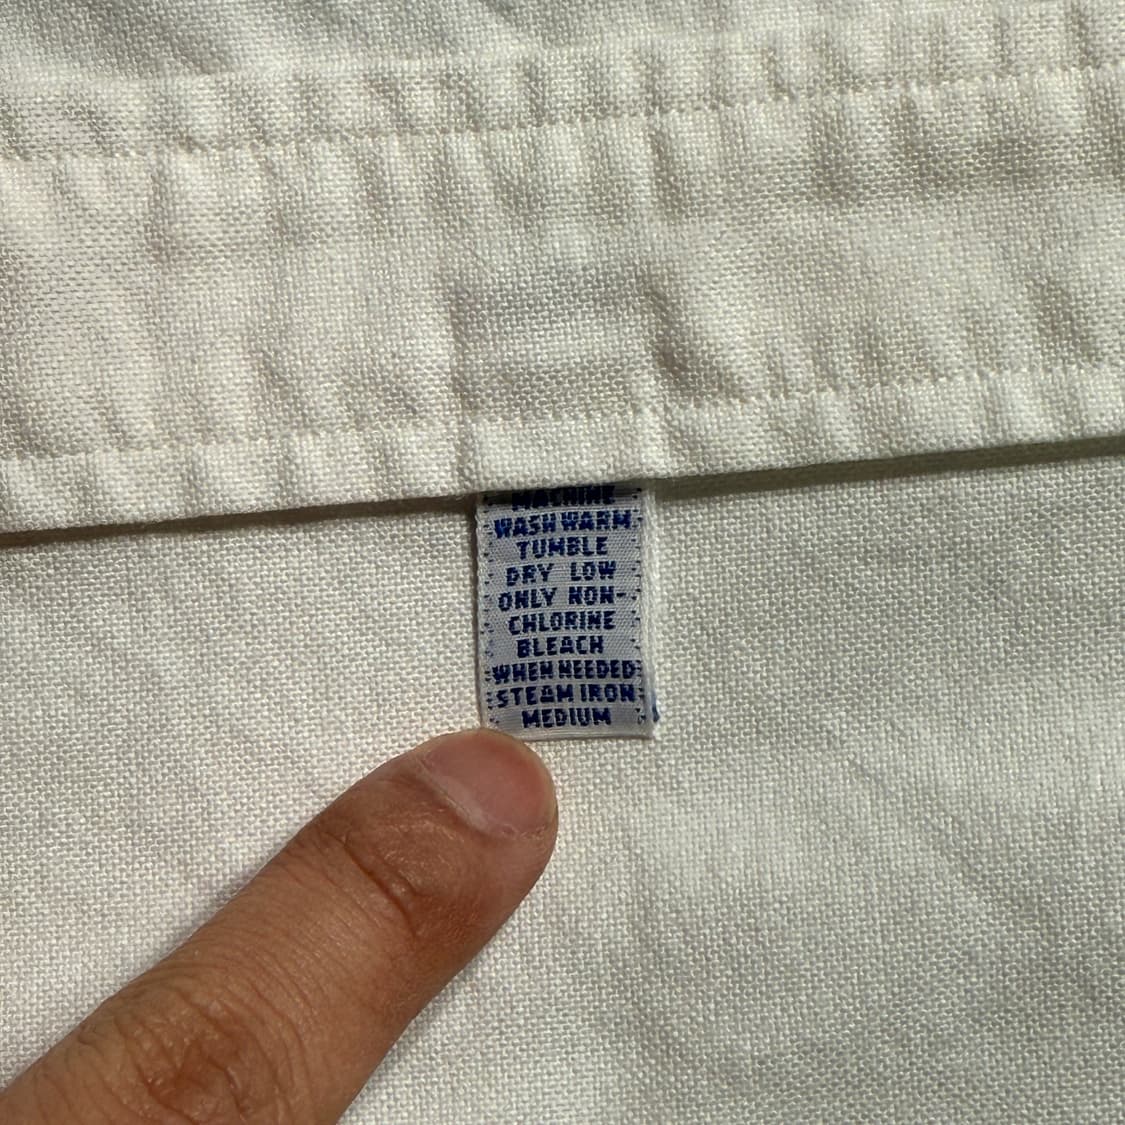 MACHINE
WASH WARM
TUMBLE
DRY LOW
ONLY NON-
CHLORINE
BLEACH
WHEN NEEDED
STEAM IRON
MEDIUM